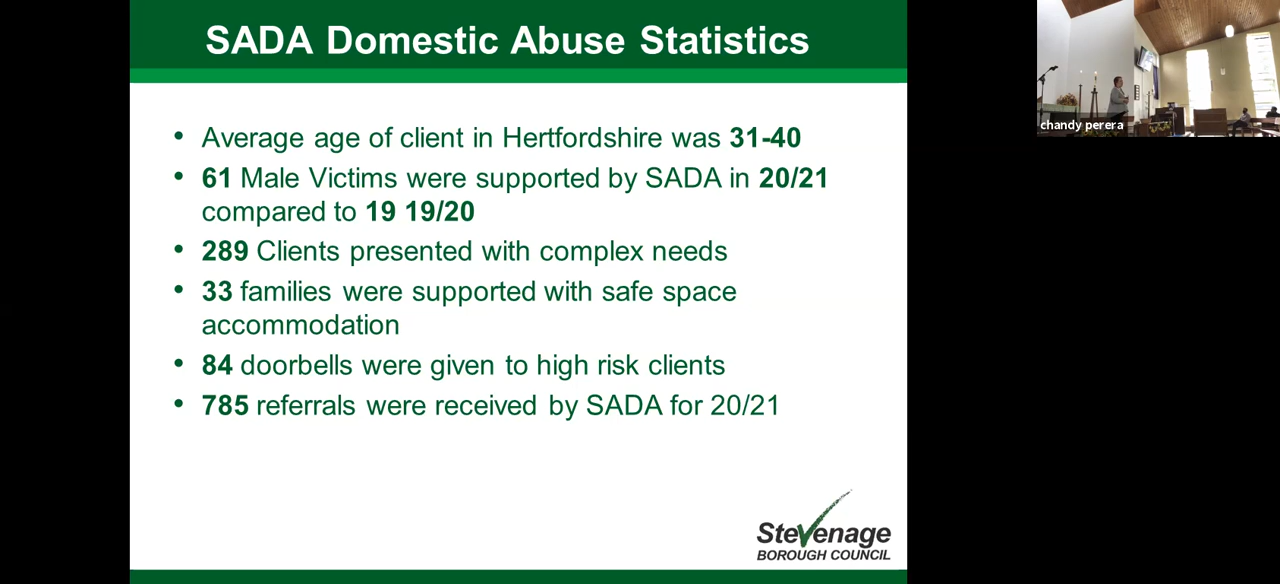 SADA Domestic Abuse Statistics
• Average age of client in Hertfordshire was 31-40
• 61 Male Victims were supported by SADA in 20/21
compared to 19 19/20
• 289 Clients presented with complex needs
• 33 families were supported with safe space
accommodation
• 84 doorbells were given to high risk clients
• 785 referrals were received by SADA for 20/21
Stevenage
BOROUGH COUNCIL
chandy perera